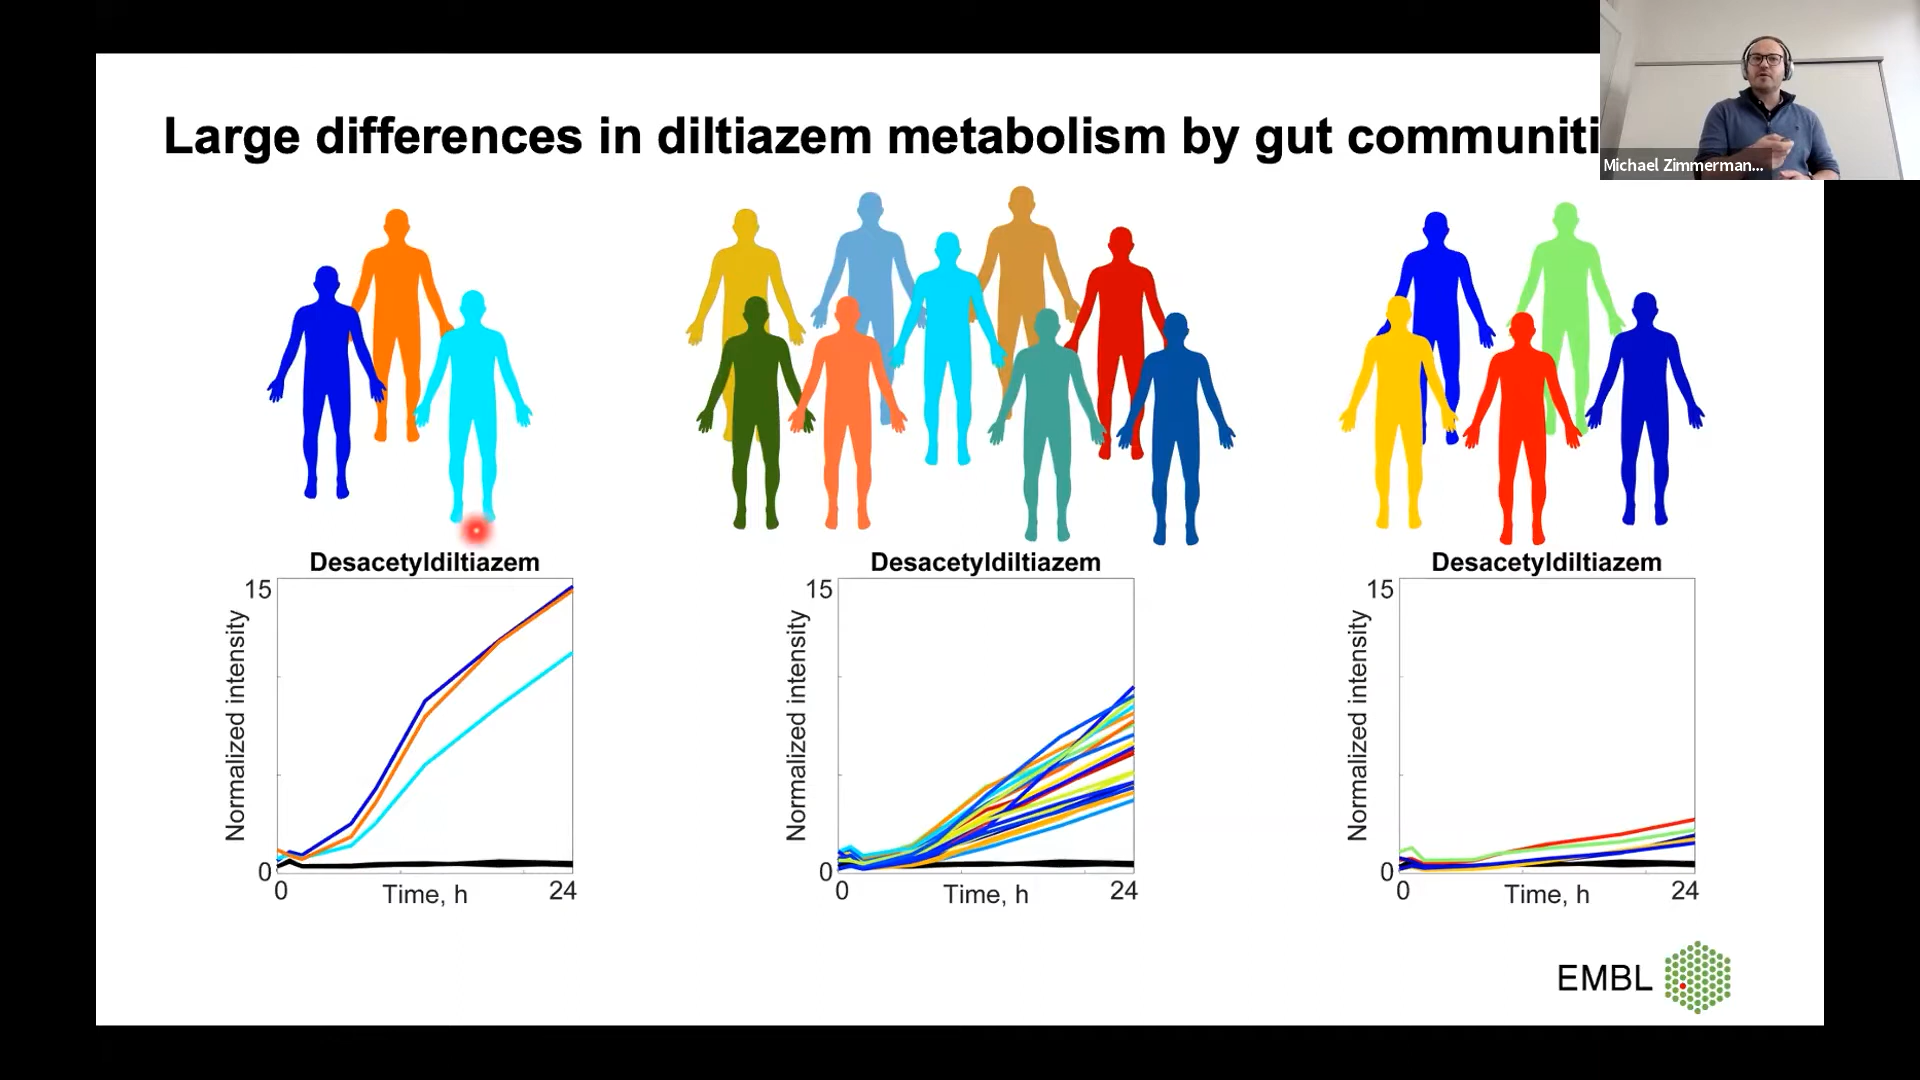 Large differences in diltiazem metabolism by gut communiti
Michael Zimmerman...
Desacetyldiltiazem
15
Normalized intensity
0
0
Time, h
24
Desacetyldiltiazem
15
Normalized intensity
0
0
Time, h
24
Desacetyldiltiazem
15
Normalized intensity
0
0
Time, h
24
EMBL